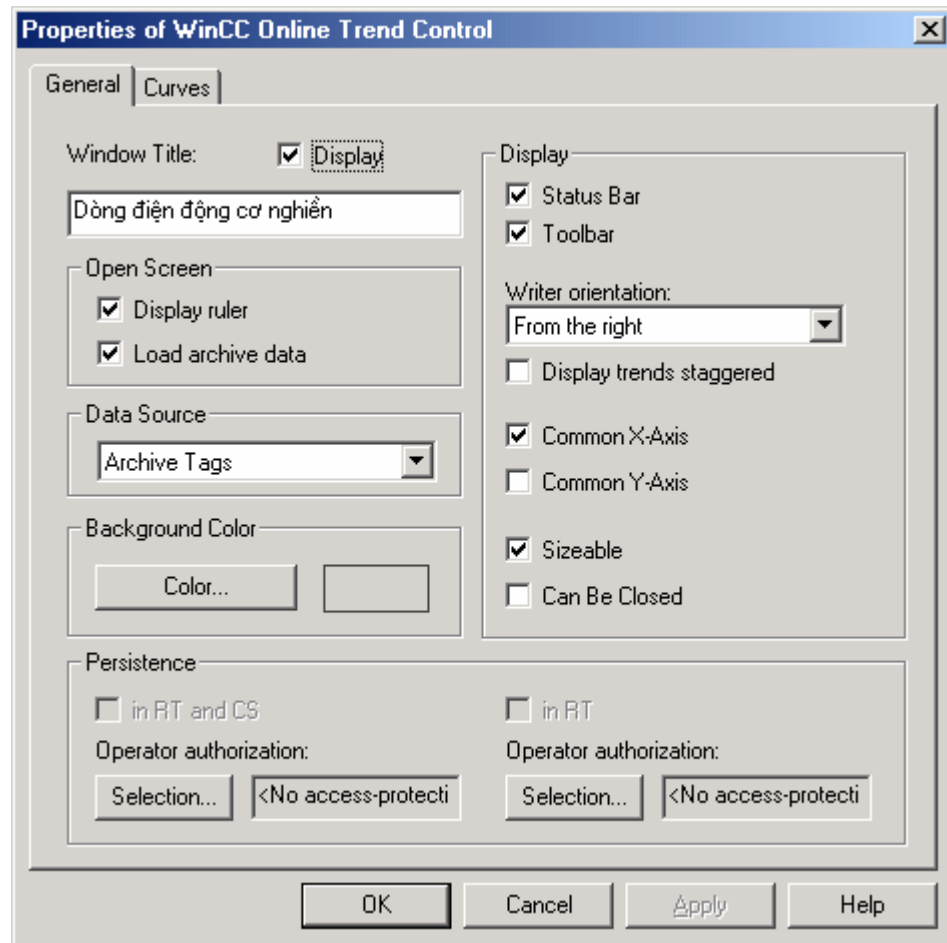 Properties of WinCC Online Trend Control
General
Curves
Window Title:
Display
Dòng điện động cơ nghiền
Open Screen
Display ruler
Load archive data
Data Source
Archive Tags
Background Color
Color...
Display
Status Bar
Toolbar
Writer orientation:
From the right
Display trends staggered
Common X-Axis
Common Y-Axis
Sizeable
Can Be Closed
Persistence
in RT and CS
in RT
Operator authorization:
Operator authorization:
Selection...
<No access-protecti
Selection...
<No access-protecti
OK
Cancel
Apply
Help